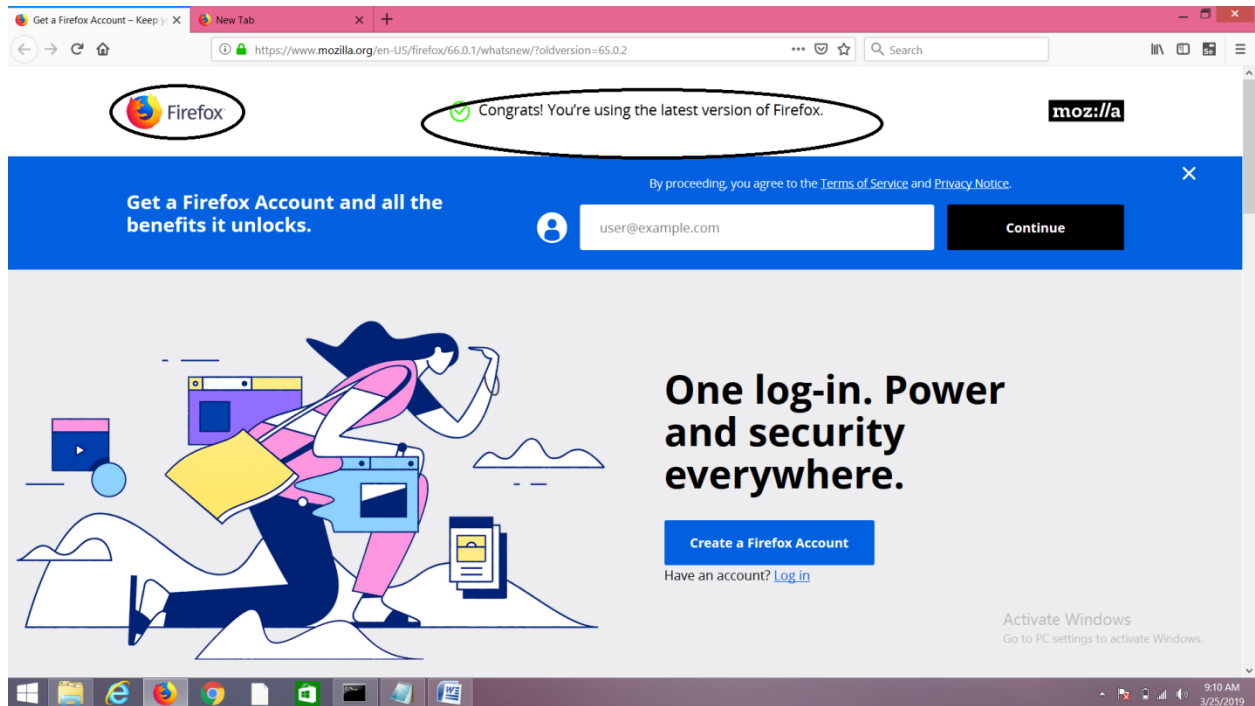 Get a Firefox Account – Keep y
New Tab
https://www.mozilla.org/en-US/firefox/66.0.1/whatsnew/?oldversion=65.0.2
Search
Se
Firefox
Congrats! You're using the latest version of Firefox.
moz://a
By proceeding, you agree to the Terms of Service and Privacy Notice.
Get a Firefox Account and all the
benefits it unlocks.
user@example.com
Continue
One log-in. Power
and security
everywhere.
Create a Firefox Account
Have an account? Log in
Activate Windows
Go to PC settings to activate Windows.
9:10 AM
3/25/2019